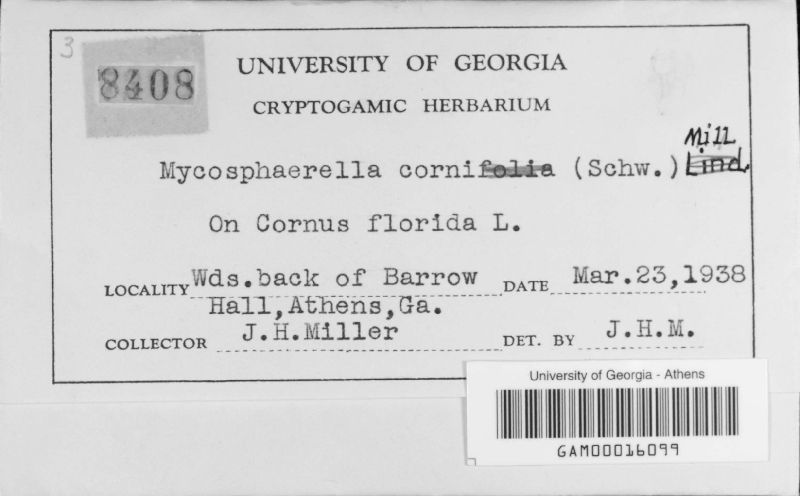 3
8408
UNIVERSITY OF GEORGIA
CRYPTOGAMIC HERBARIUM
Mill
Mycosphaerella cornifolia (Schw.) Lind.
On Cornus florida L.
LOCALITY Wds.back of Barrow DATE Mar.23,1938
Hall,Athens,Ga.
COLLECTOR J.H.Miller DET. BY J.H.M.
University of Georgia - Athens
GAM00016099